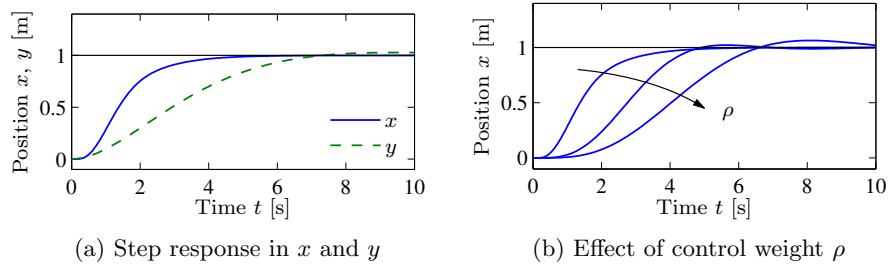 Position x, y [m]
1
0.5
0
0
2
4
6
8
10
Time t [s]
x
y
(a) Step response in x and y
Position x [m]
1
0.5
0
0
2
4
6
8
10
Time t [s]
ρ
(b) Effect of control weight ρ